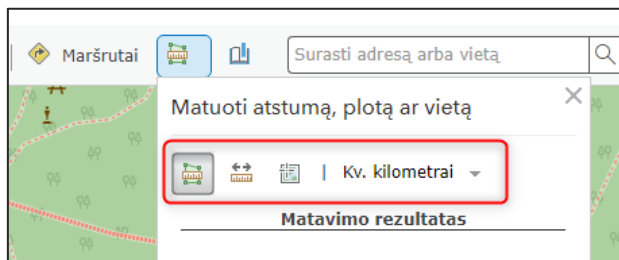 Maršrutai
Surasti adresą arba vietą
Matuoti atstumą, plotą ar vietą
| Kv. kilometrai
Matavimo rezultatas